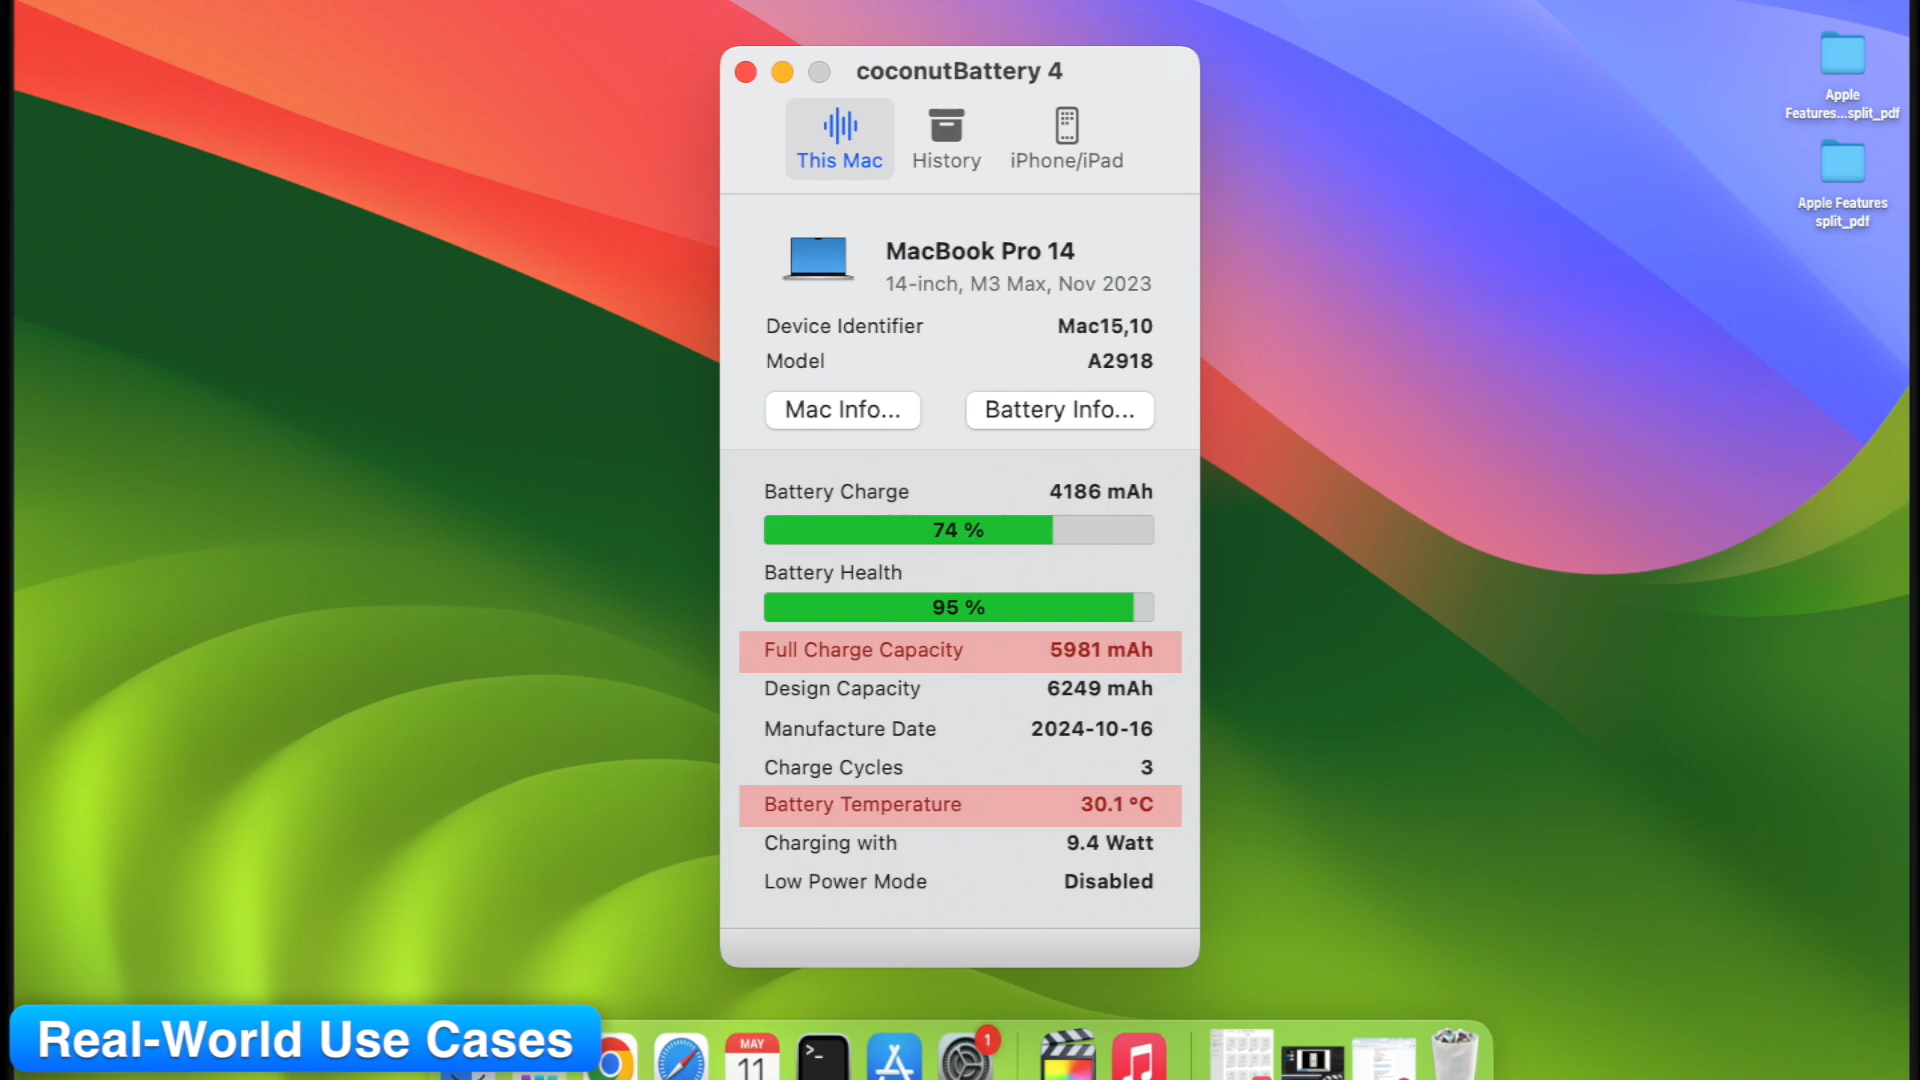 coconutBattery 4
This Mac
History
iPhone/iPad
Apple
Features...split_pdf
Apple Features
split_pdf
MacBook Pro 14
14-inch, M3 Max, Nov 2023
Device Identifier Mac15,10
Model A2918
Mac Info... Battery Info...
Battery Charge 4186 mAh
74 %
Battery Health
95 %
Full Charge Capacity 5981 mAh
Design Capacity 6249 mAh
Manufacture Date 2024-10-16
Charge Cycles 3
Battery Temperature 30.1 °C
Charging with 9.4 Watt
Low Power Mode Disabled
Real-World Use Cases
MAY
11
>_
1